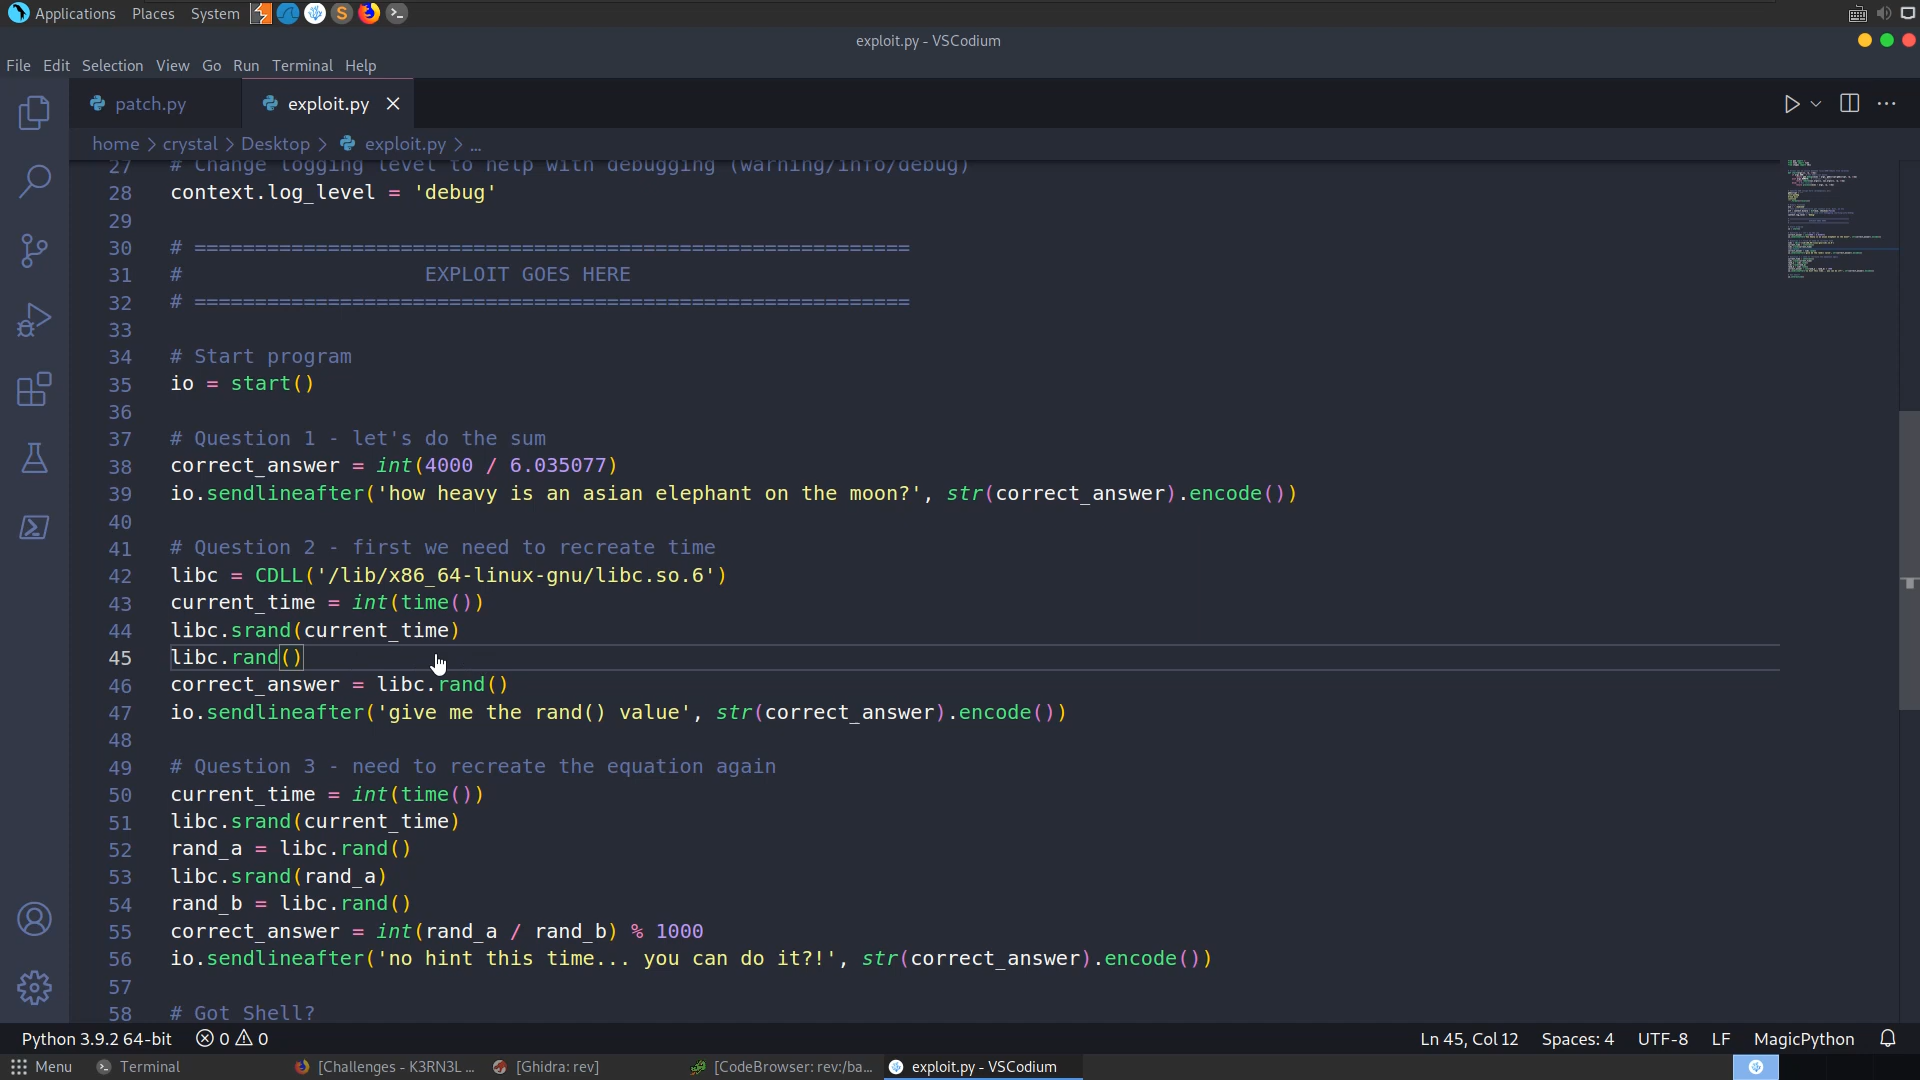 Applications Places System
exploit.py - VSCodium
File Edit Selection View Go Run Terminal Help
patch.py exploit.py
home > crystal > Desktop > exploit.py > ...
27 # Change logging level to help with debugging (warning/info/debug)
28 context.log_level = 'debug'
29
30 # ===========================================================
31 # EXPLOIT GOES HERE
32 # ===========================================================
33
34 # Start program
35 io = start()
36
37 # Question 1 - let's do the sum
38 correct_answer = int(4000 / 6.035077)
39 io.sendlineafter('how heavy is an asian elephant on the moon?', str(correct_answer).encode())
40
41 # Question 2 - first we need to recreate time
42 libc = CDLL('/lib/x86_64-linux-gnu/libc.so.6')
43 current_time = int(time())
44 libc.srand(current_time)
45 libc.rand()
46 correct_answer = libc.rand()
47 io.sendlineafter('give me the rand() value', str(correct_answer).encode())
48
49 # Question 3 - need to recreate the equation again
50 current_time = int(time())
51 libc.srand(current_time)
52 rand_a = libc.rand()
53 libc.srand(rand_a)
54 rand_b = libc.rand()
55 correct_answer = int(rand_a / rand_b) % 1000
56 io.sendlineafter('no hint this time... you can do it?!', str(correct_answer).encode())
57
58 # Got Shell?
Python 3.9.2 64-bit 0 0 Ln 45, Col 12 Spaces: 4 UTF-8 LF MagicPython
Menu Terminal [Challenges - K3RN3L ... [Ghidra: rev] [CodeBrowser: rev:/ba... exploit.py - VSCodium